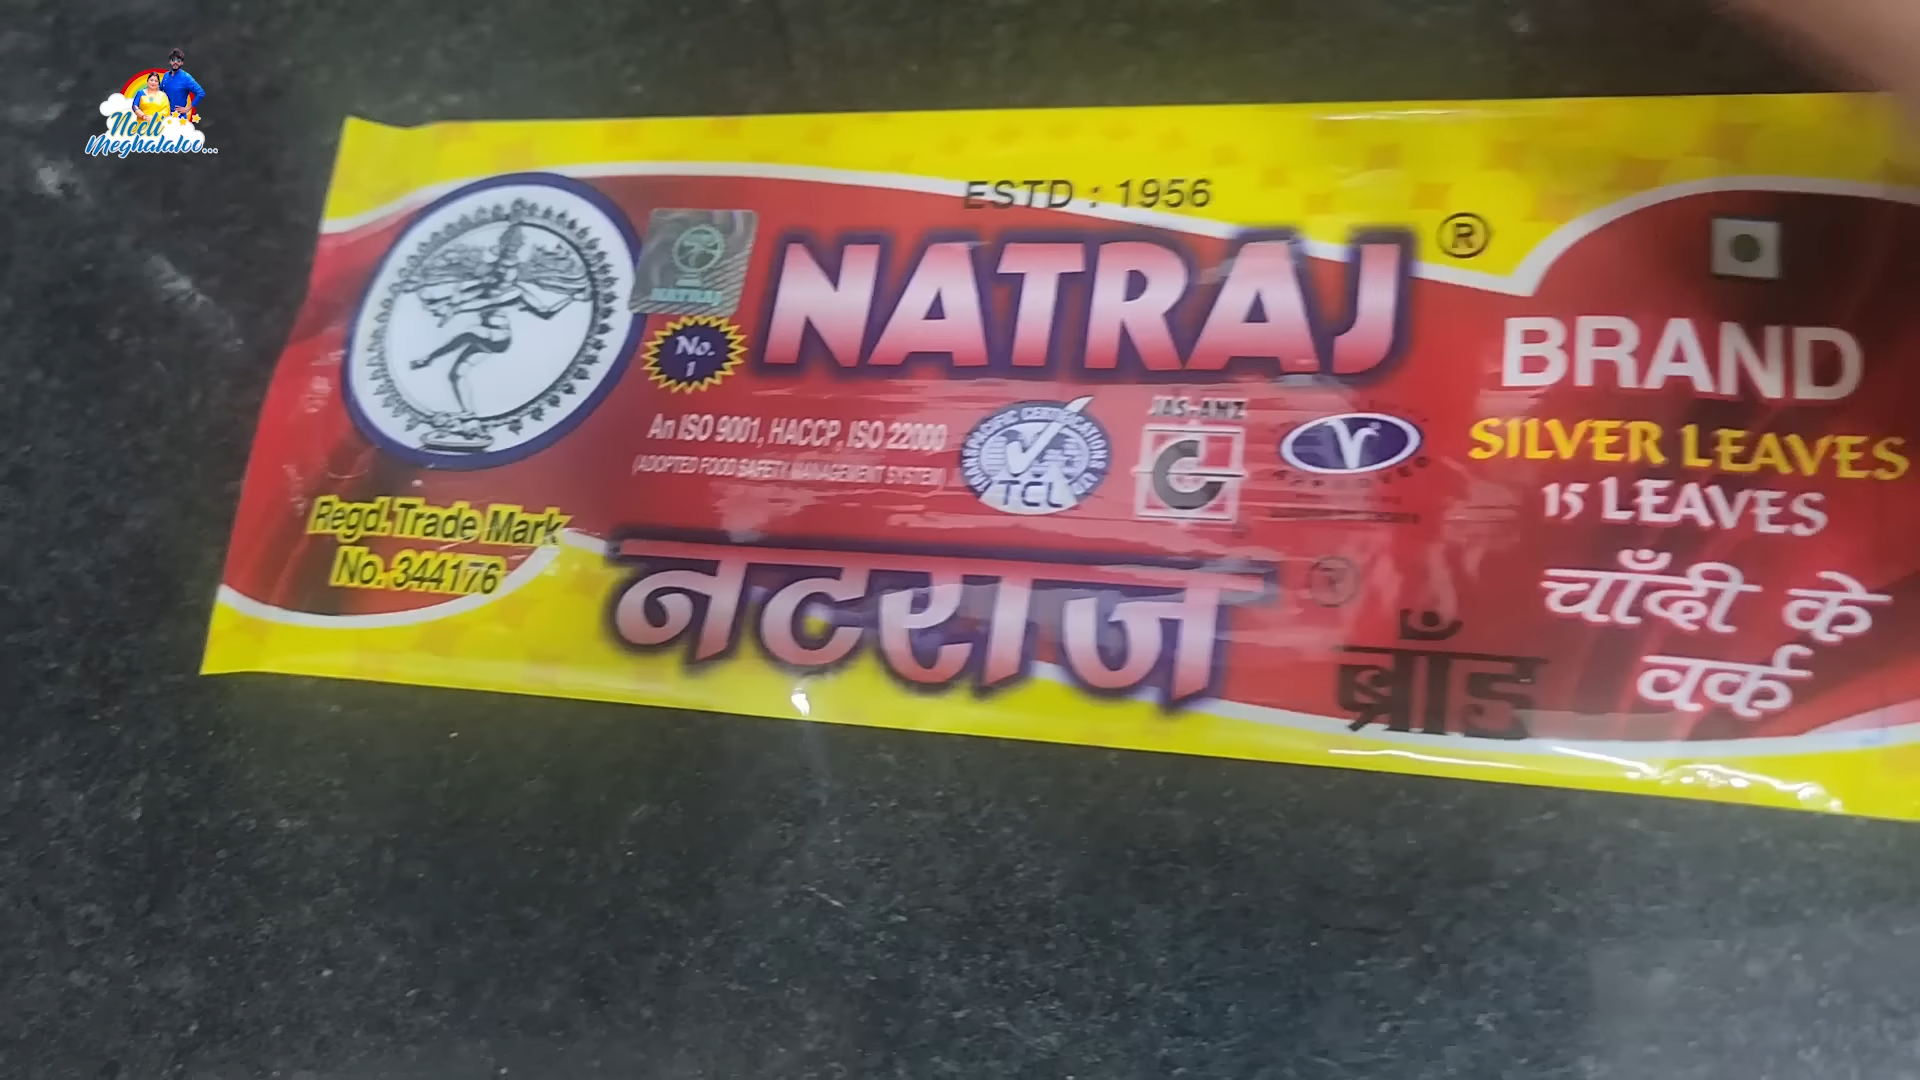 Neeli
Meghalaloo...
ESTD : 1956
NATRAJ ®
NATRAJ
No.
1
BRAND
SILVER LEAVES
15 LEAVES
An ISO 9001, HACCP, ISO 22000
(ADOPTED FOOD SAFETY MANAGEMENT SYSTEM)
TCL
JAS-ANZ
Regd. Trade Mark
No. 344176
नटराज ®
ब्राँड
चाँदी के
वर्क